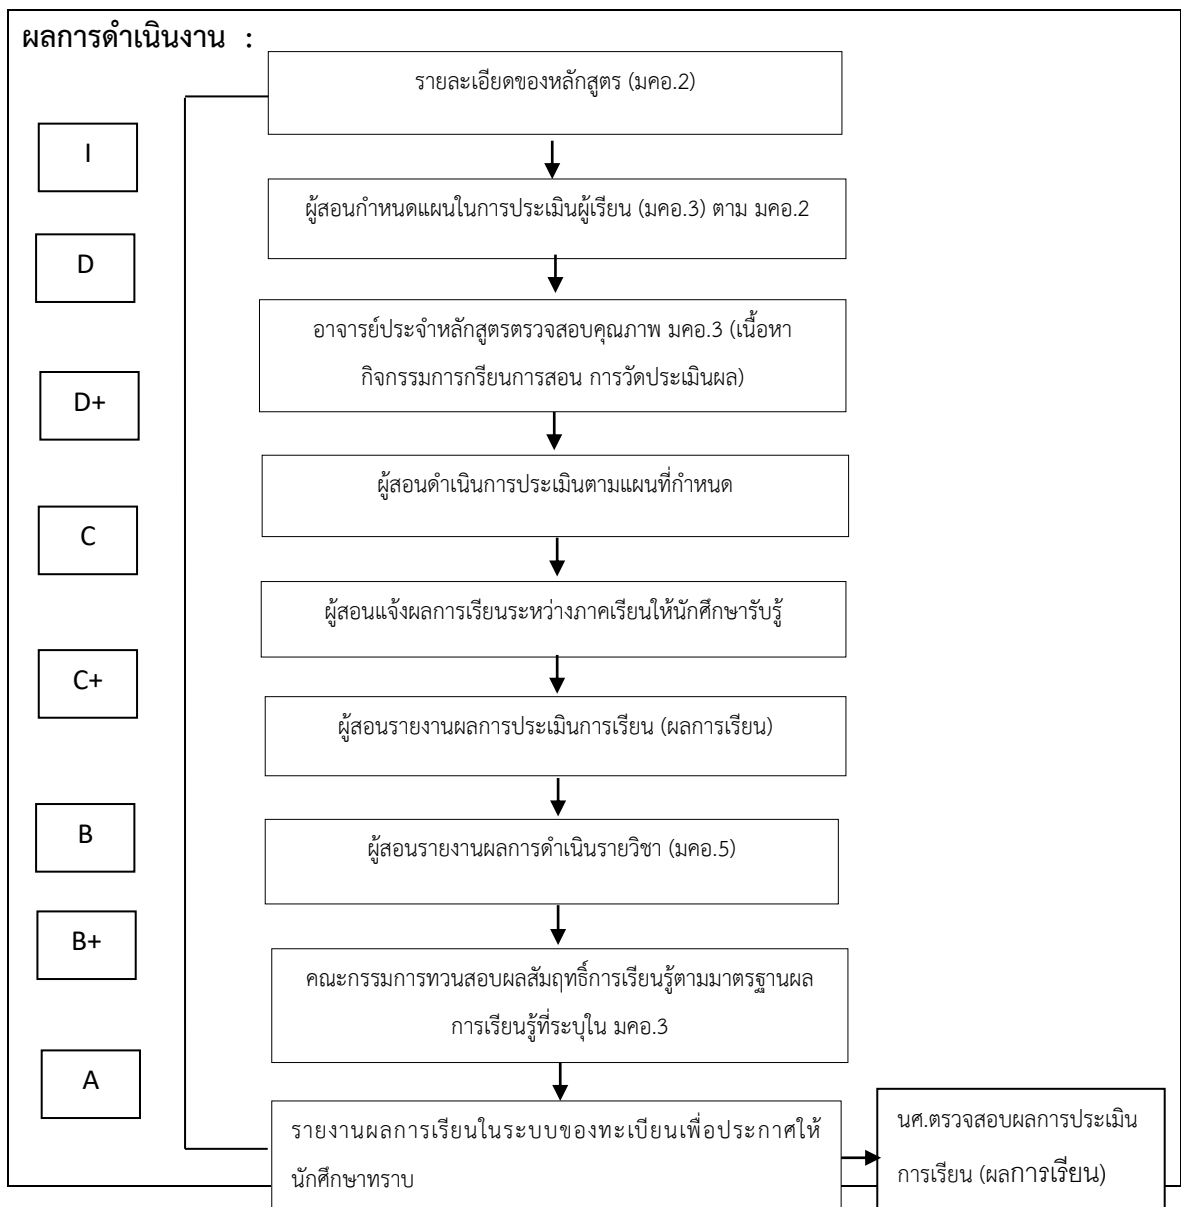 ผลการดำเนินงาน :
รายละเอียดของหลักสูตร (มคอ.2)
I
ผู้สอนกำหนดแผนในการประเมินผู้เรียน (มคอ.3) ตาม มคอ.2
D
อาจารย์ประจำหลักสูตรตรวจสอบคุณภาพ มคอ.3 (เนื้อหา
กิจกรรมการกรียนการสอน การวัดประเมินผล)
D+
ผู้สอนดำเนินการประเมินตามแผนที่กำหนด
C
ผู้สอนแจ้งผลการเรียนระหว่างภาคเรียนให้นักศึกษารับรู้
C+
ผู้สอนรายงานผลการประเมินการเรียน (ผลการเรียน)
B
ผู้สอนรายงานผลการดำเนินรายวิชา (มคอ.5)
B+
คณะกรรมการทวนสอบผลสัมฤทธิ์การเรียนรู้ตามมาตรฐานผล
การเรียนรู้ที่ระบุใน มคอ.3
A
รายงานผลการเรียนในระบบของทะเบียนเพื่อประกาศให้
นักศึกษาทราบ
นศ.ตรวจสอบผลการประเมิน
การเรียน (ผลการเรียน)